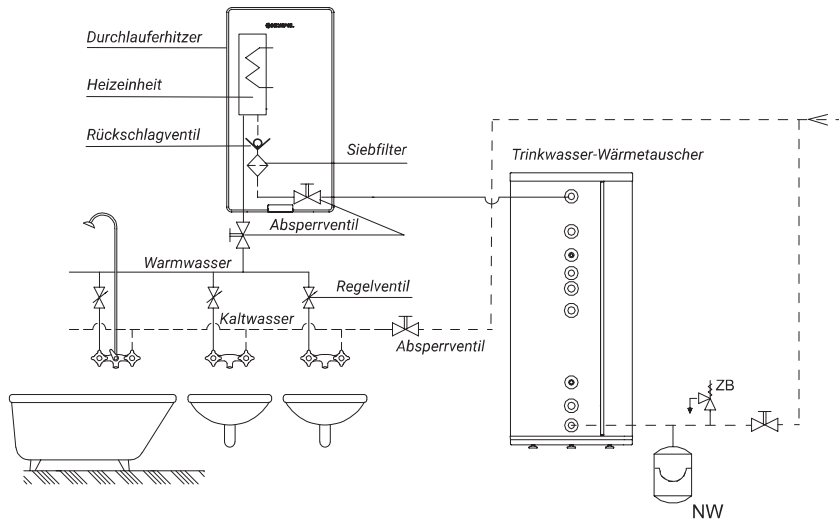 Durchlauferhitzer
Heizeinheit
Rückschlagventil
Siebfilter
Trinkwasser-Wärmetauscher
Absperrventil
Warmwasser
Regelventil
Kaltwasser
Absperrventil
ZB
NW